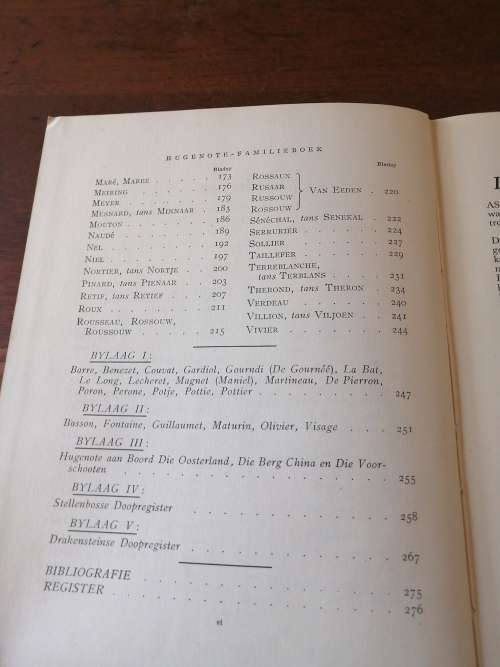 HUGENOTE-FAMILIEBOEK
Bladsy
MARÉ, MAREE . . . . . 173
MEIRING . . . . . 176
MEYER . . . . . 179
MESNARD, tans MINNAAR . 183
MOUTON . . . . . 186
NAUDÉ . . . . . 189
NEL . . . . . 192
NIEL . . . . . 197
NORTIER, tans NORTJE . . 200
PINARD, tans PIENAAR . . 203
RETIF, tans RETIEF . . . 207
ROUX . . . . . 211
ROUSSEAU, ROSSOUW,
ROUSSOUW . . . . . 215
Bladsy
ROSSAUX
RUSAAR
RUSSOUW
ROSSOUW
VAN EEDEN . 220
SÉNÉCHAL, tans SENEKAL . 222
SERRURIER . . . . 224
SOLLIER . . . . 227
TAILLEFER . . . . 229
TERREBLANCHE,
tans TERBLANS . . . . 231
THEROND, tans THERON . 234
VERDEAU . . . . 240
VILLION, tans VILJOEN . . 241
VIVIER . . . . 244
BYLAAG I:
Barre, Benezet, Couvat, Gardiol, Gourndi (De Gournéé), La Bat,
Le Long, Lecheret, Magnet (Maniel), Martineau, De Pierron,
Poron, Perone, Potje, Pottie, Pottier . . . . . 247
BYLAAG II:
Basson, Fontaine, Guillaumet, Maturin, Olivier, Visage . . . 251
BYLAAG III:
Hugenote aan Boord Die Oosterland, Die Berg China en Die Voor-
schooten . . . . . 255
BYLAAG IV:
Stellenbosse Doopregister . . . . . 258
BYLAAG V:
Drakensteinse Doopregister . . . . . 267
BIBLIOGRAFIE . . . . . 275
REGISTER . . . . . 276
vi